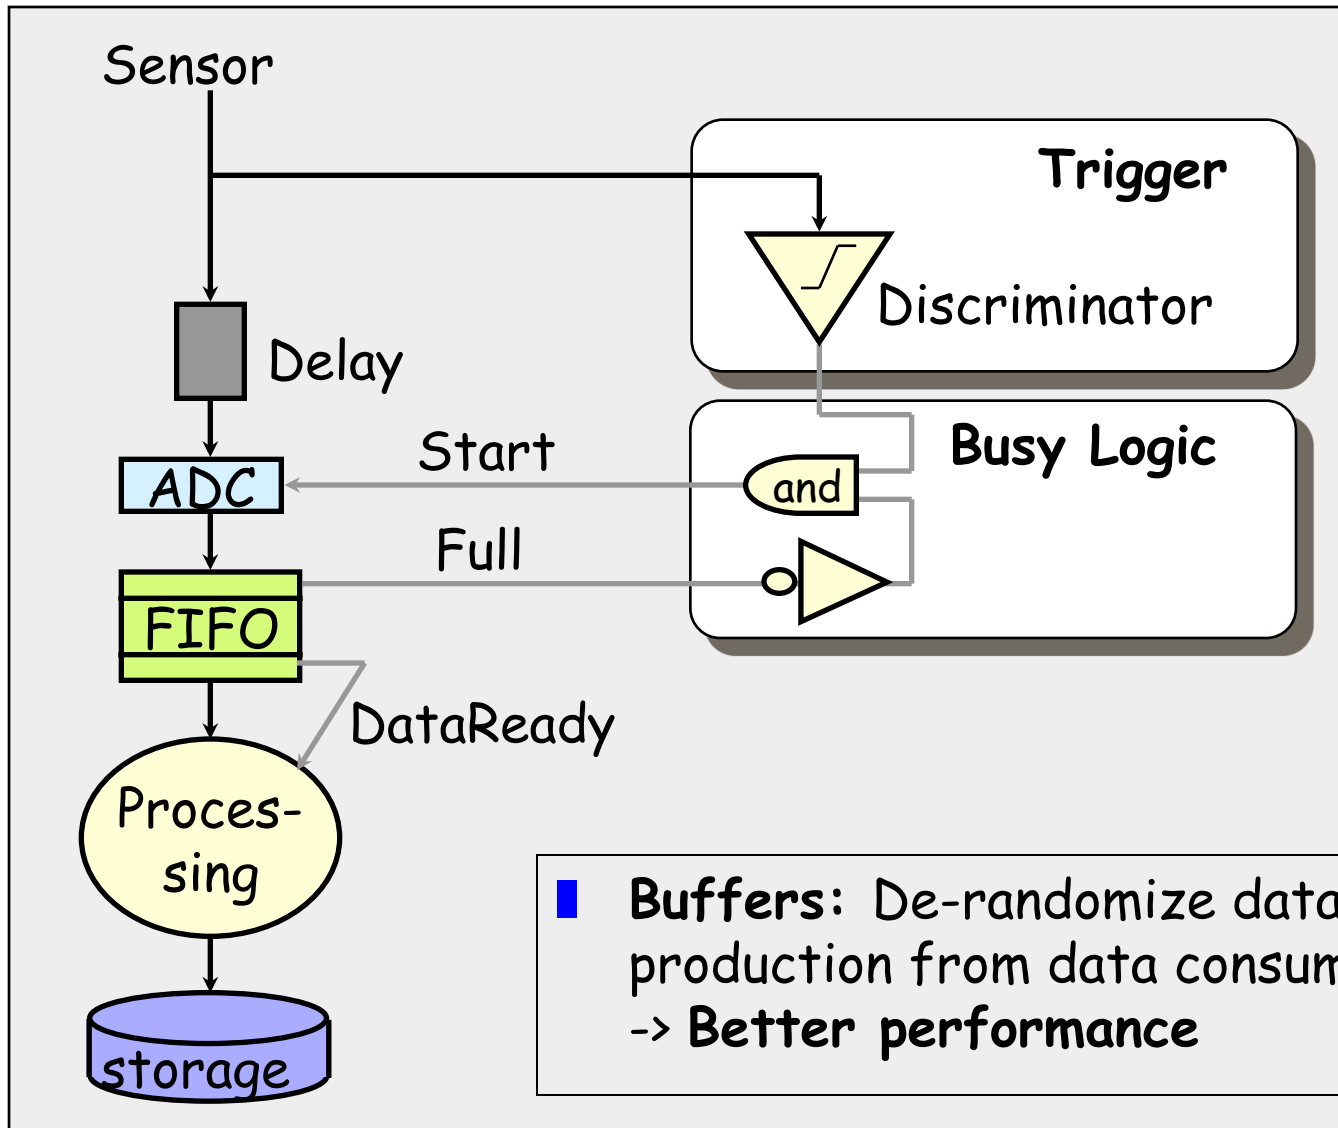 Sensor
Trigger
Discriminator
Delay
Busy Logic
Start
ADC
and
Full
FIFO
DataReady
Proces-
sing
Buffers: De-randomize data
production from data consum
-> Better performance
storage